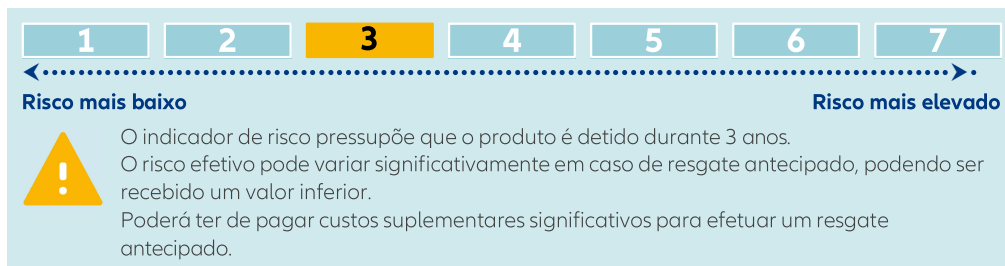 1 2 3 4 5 6 7
Risco mais baixo Risco mais elevado
O indicador de risco pressupõe que o produto é detido durante 3 anos.
O risco efetivo pode variar significativamente em caso de resgate antecipado, podendo ser
recebido um valor inferior.
Poderá ter de pagar custos suplementares significativos para efetuar um resgate
antecipado.